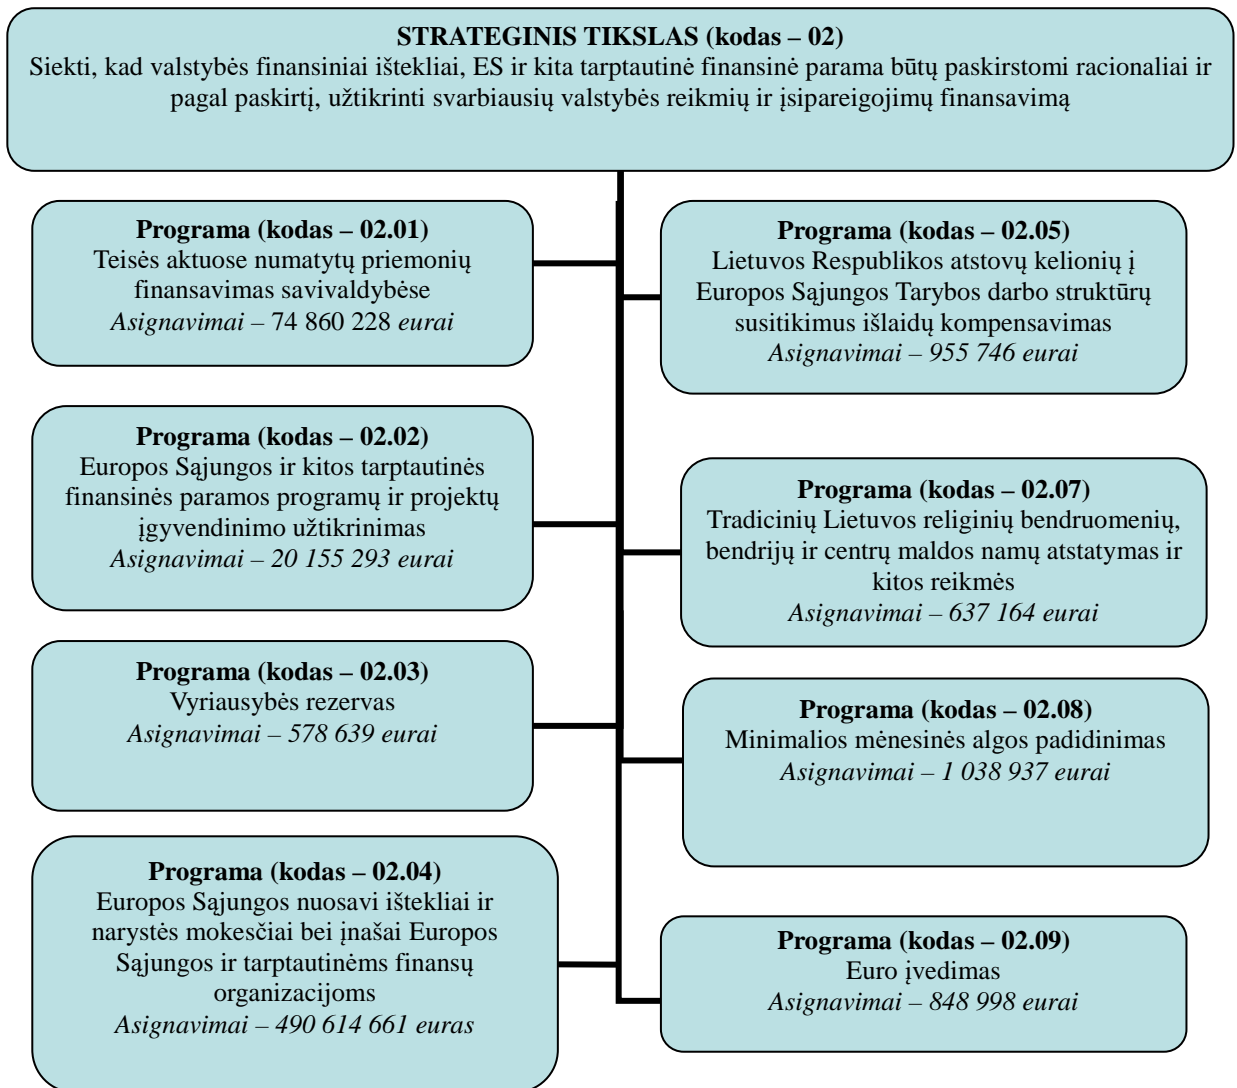 STRATEGINIS TIKSLAS (kodas – 02)
Siekti, kad valstybės finansiniai ištekliai, ES ir kita tarptautinė finansinė parama būtų paskirstomi racionaliai ir
pagal paskirtį, užtikrinti svarbiausių valstybės reikmių ir įsipareigojimų finansavimą
Programa (kodas – 02.01)
Teisės aktuose numatytų priemonių
finansavimas savivaldybėse
Asignavimai – 74 860 228 eurai
Programa (kodas – 02.02)
Europos Sąjungos ir kitos tarptautinės
finansinės paramos programų ir projektų
įgyvendinimo užtikrinimas
Asignavimai – 20 155 293 eurai
Programa (kodas – 02.03)
Vyriausybės rezervas
Asignavimai – 578 639 eurai
Programa (kodas – 02.04)
Europos Sąjungos nuosavi ištekliai ir
narystės mokesčiai bei įnašai Europos
Sąjungos ir tarptautinėms finansų
organizacijoms
Asignavimai – 490 614 661 euras
Programa (kodas – 02.05)
Lietuvos Respublikos atstovų kelionių į
Europos Sąjungos Tarybos darbo struktūrų
susitikimus išlaidų kompensavimas
Asignavimai – 955 746 eurai
Programa (kodas – 02.07)
Tradicinių Lietuvos religinių bendruomenių,
bendrijų ir centrų maldos namų atstatymas ir
kitos reikmės
Asignavimai – 637 164 eurai
Programa (kodas – 02.08)
Minimalios mėnesinės algos padidinimas
Asignavimai – 1 038 937 eurai
Programa (kodas – 02.09)
Euro įvedimas
Asignavimai – 848 998 eurai